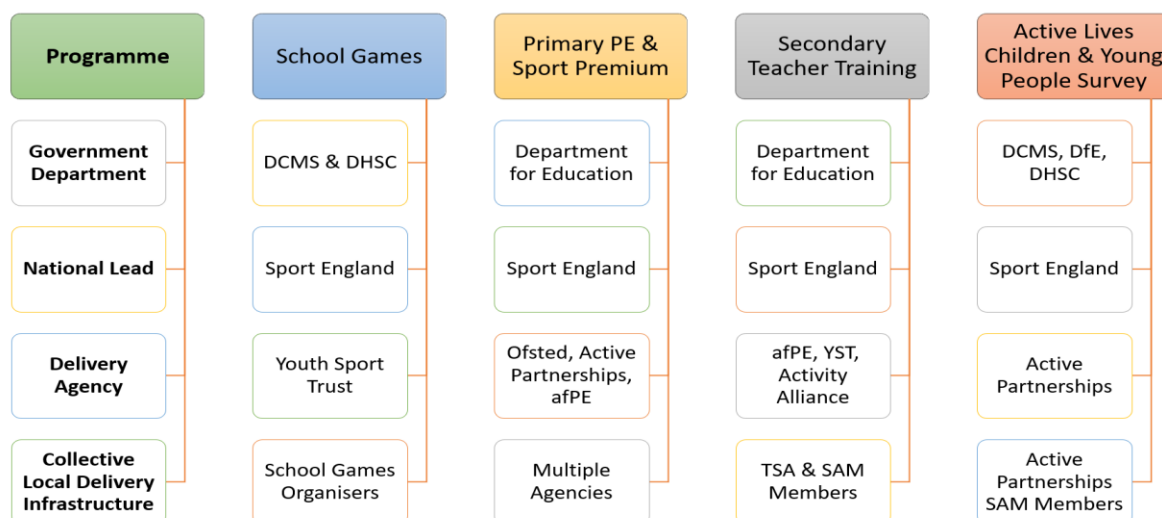 Programme
Government
Department
National Lead
Delivery
Agency
Collective
Local Delivery
Infrastructure
School Games
DCMS & DHSC
Sport England
Youth Sport
Trust
School Games
Organisers
Primary PE &
Sport Premium
Department
for Education
Sport England
Ofsted, Active
Partnerships,
afPE
Multiple
Agencies
Secondary
Teacher Training
Department
for Education
Sport England
afPE, YST,
Activity
Alliance
TSA & SAM
Members
Active Lives
Children & Young
People Survey
DCMS, DfE,
DHSC
Sport England
Active
Partnerships
Active
Partnerships
SAM Members